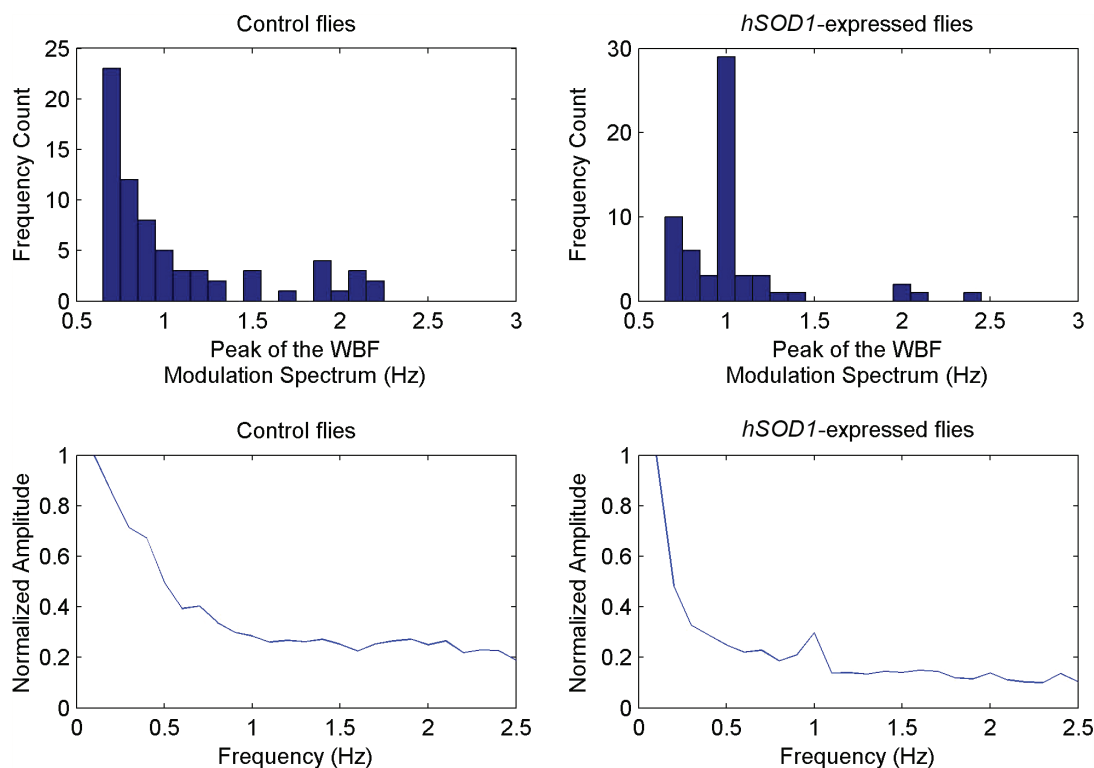 Control flies
Frequency Count
25
20
15
10
5
0
0.5 1 1.5 2 2.5 3
Peak of the WBF
Modulation Spectrum (Hz)
hSOD1-expressed flies
Frequency Count
30
20
10
0
0.5 1 1.5 2 2.5 3
Peak of the WBF
Modulation Spectrum (Hz)
Control flies
Normalized Amplitude
1
0.8
0.6
0.4
0.2
0
0 0.5 1 1.5 2 2.5
Frequency (Hz)
hSOD1-expressed flies
Normalized Amplitude
1
0.8
0.6
0.4
0.2
0
0 0.5 1 1.5 2 2.5
Frequency (Hz)